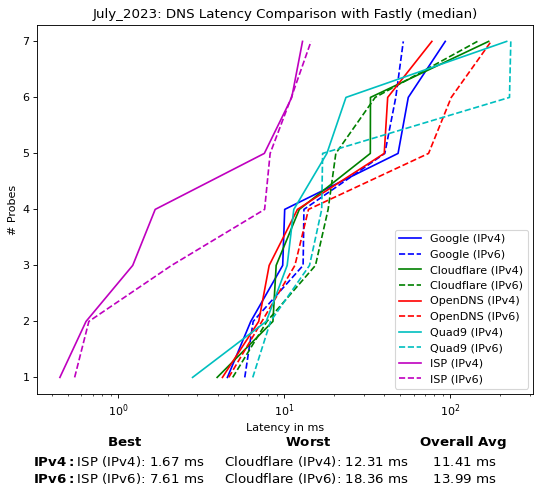 July_2023: DNS Latency Comparison with Fastly (median)
7
6
5
4
3
2
1
# Probes
Google (IPv4)
Google (IPv6)
Cloudflare (IPv4)
Cloudflare (IPv6)
OpenDNS (IPv4)
OpenDNS (IPv6)
Quad9 (IPv4)
Quad9 (IPv6)
ISP (IPv4)
ISP (IPv6)
10⁰ 10¹ 10²
Latency in ms
Best Worst Overall Avg
IPv4: ISP (IPv4): 1.67 ms Cloudflare (IPv4): 12.31 ms 11.41 ms
IPv6: ISP (IPv6): 7.61 ms Cloudflare (IPv6): 18.36 ms 13.99 ms